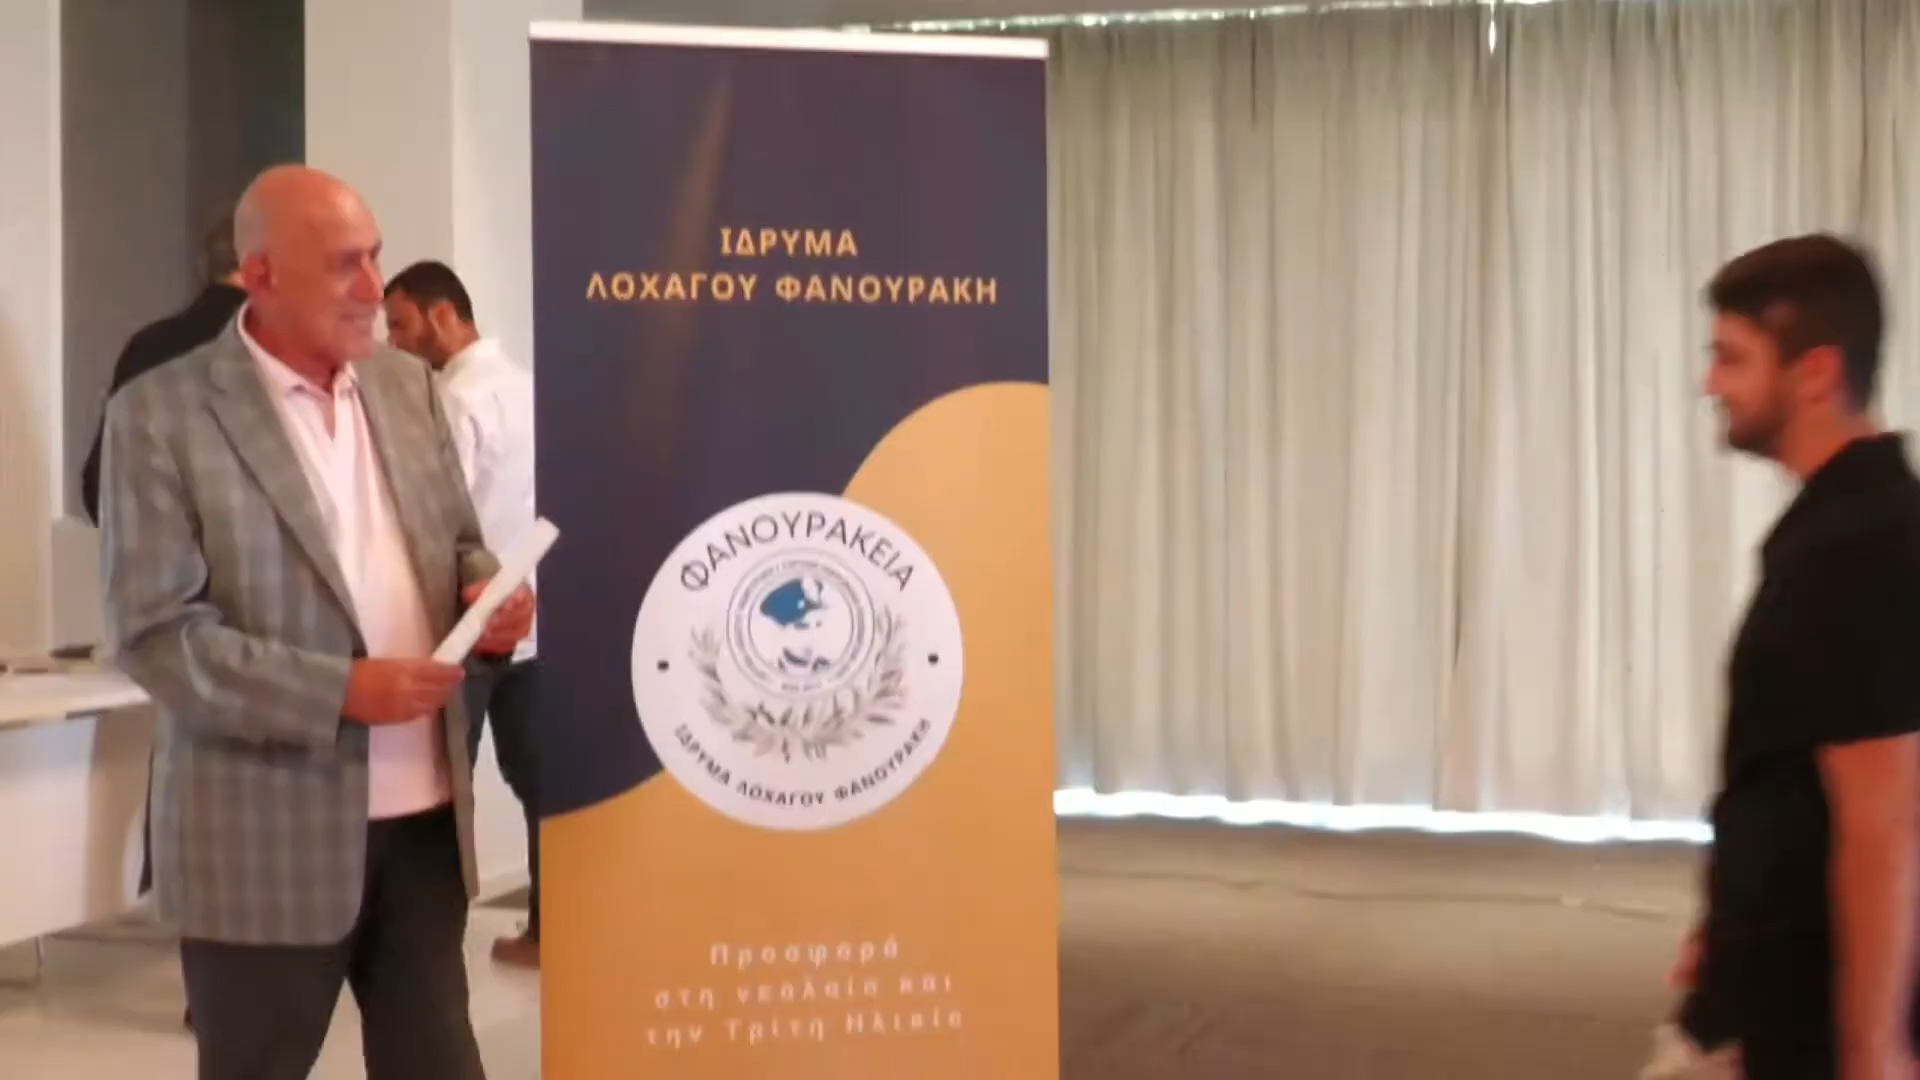 ΙΔΡΥΜΑ
ΛΟΧΑΓΟΥ ΦΑΝΟΥΡΑΚΗ
ΦΑΝΟΥΡΑΚΕΙΑ
ΙΔΡΥΜΑ ΛΟΧΑΓΟΥ ΦΑΝΟΥΡΑΚΗ
Προσφορά
στη νεολαία και
την Τρίτη Ηλικία